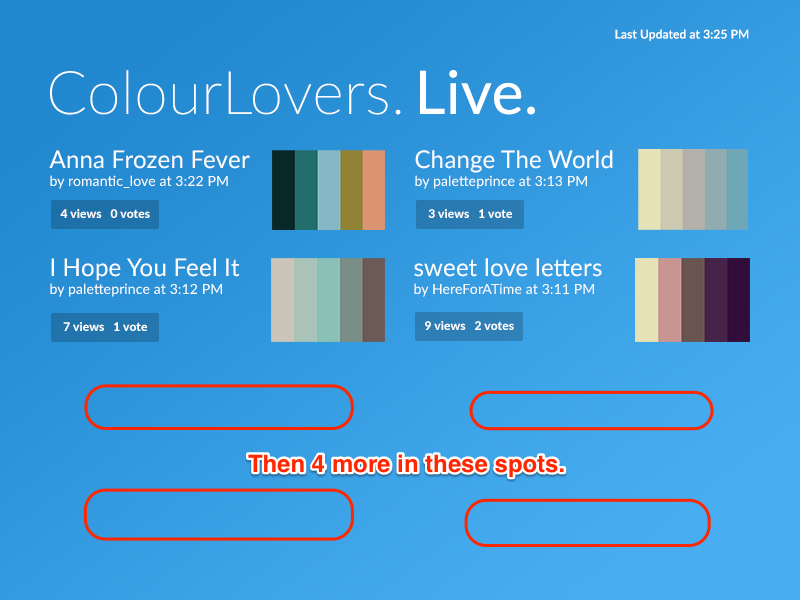 Last Updated at 3:25 PM
ColourLovers. Live.
Anna Frozen Fever
by romantic_love at 3:22 PM
4 views 0 votes
Change The World
by paletteprince at 3:13 PM
3 views 1 vote
I Hope You Feel It
by paletteprince at 3:12 PM
7 views 1 vote
sweet love letters
by HereForATime at 3:11 PM
9 views 2 votes
Then 4 more in these spots.